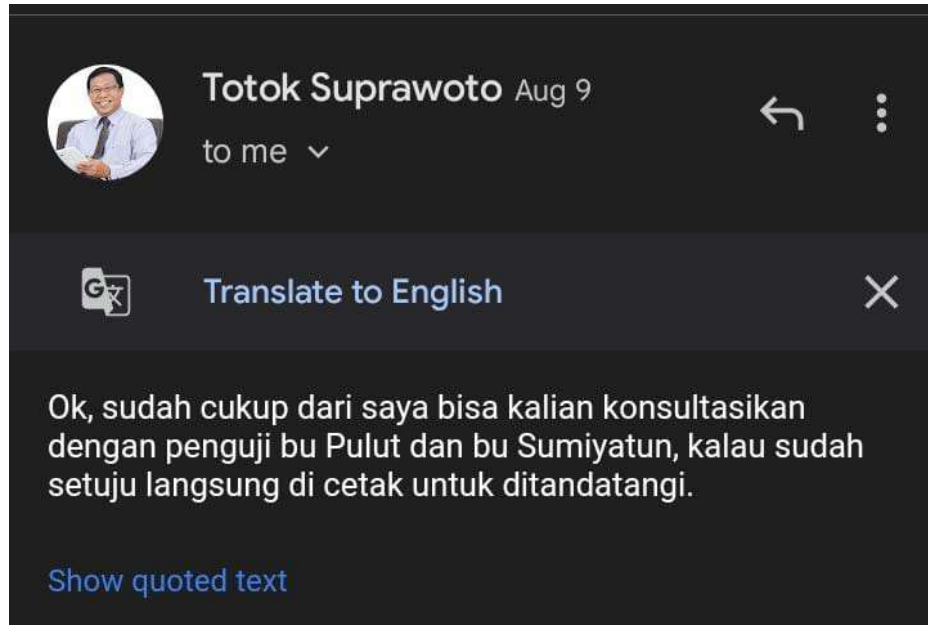 Totok Suprawoto Aug 9
to me
Translate to English
Ok, sudah cukup dari saya bisa kalian konsultasikan
dengan penguji bu Pulut dan bu Sumiyatun, kalau sudah
setuju langsung di cetak untuk ditandatangi.
Show quoted text